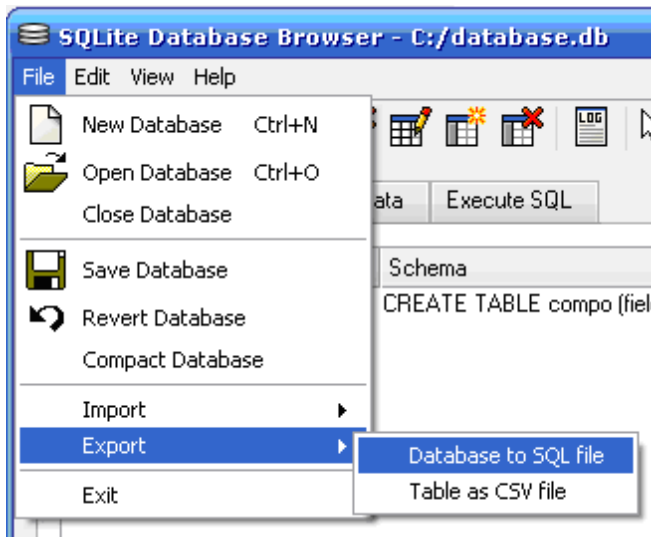 SQLite Database Browser - C:/database.db
File Edit View Help
New Database Ctrl+N
LOG
Open Database Ctrl+O
Close Database
ata Execute SQL
Save Database
Schema
Revert Database
CREATE TABLE compo (fiel
Compact Database
Import
Export
Database to SQL file
Table as CSV file
Exit